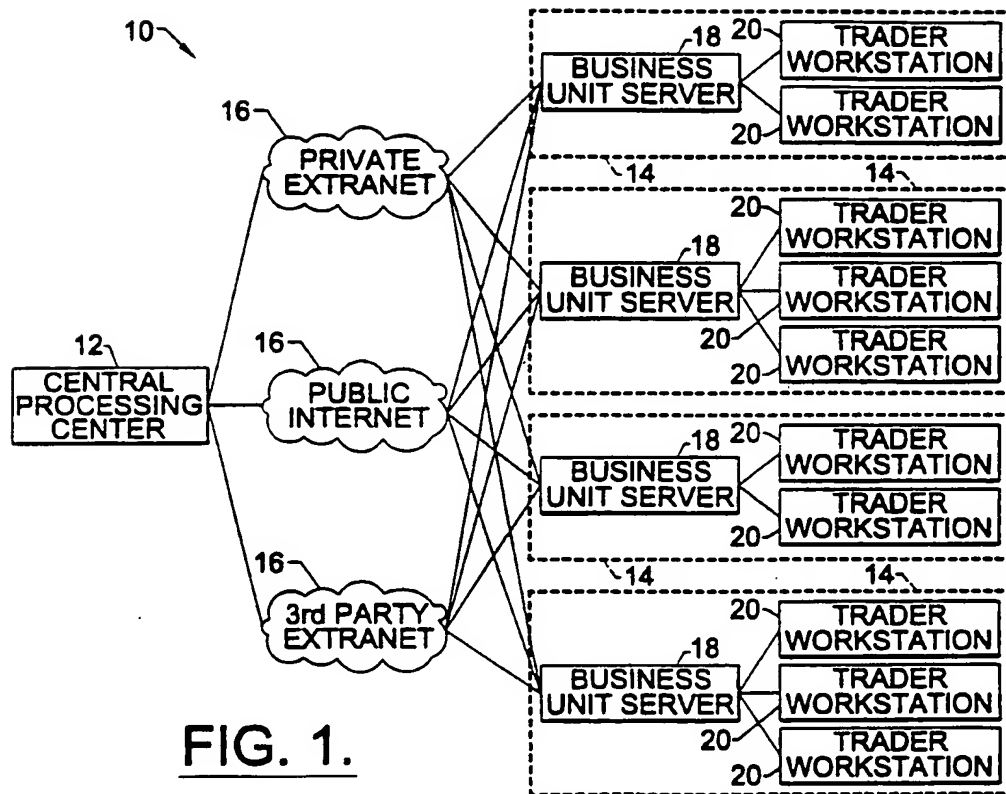 10
16
PRIVATE
EXTRANET
12
CENTRAL
PROCESSING
CENTER
16
PUBLIC
INTERNET
16
3rd PARTY
EXTRANET
18
BUSINESS
UNIT SERVER
20
TRADER
WORKSTATION
20
TRADER
WORKSTATION
14
14
18
BUSINESS
UNIT SERVER
20
TRADER
WORKSTATION
20
TRADER
WORKSTATION
20
TRADER
WORKSTATION
18
BUSINESS
UNIT SERVER
20
TRADER
WORKSTATION
20
TRADER
WORKSTATION
14
14
18
BUSINESS
UNIT SERVER
20
TRADER
WORKSTATION
20
TRADER
WORKSTATION
20
TRADER
WORKSTATION
FIG. 1.